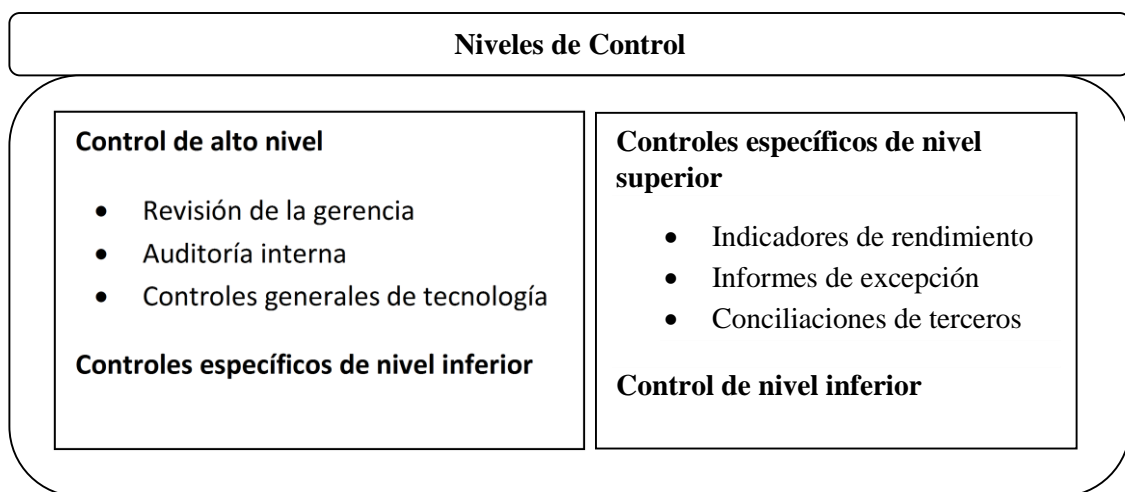 Niveles de Control
Control de alto nivel
• Revisión de la gerencia
• Auditoría interna
• Controles generales de tecnología
Controles específicos de nivel inferior
Controles específicos de nivel
superior
• Indicadores de rendimiento
• Informes de excepción
• Conciliaciones de terceros
Control de nivel inferior